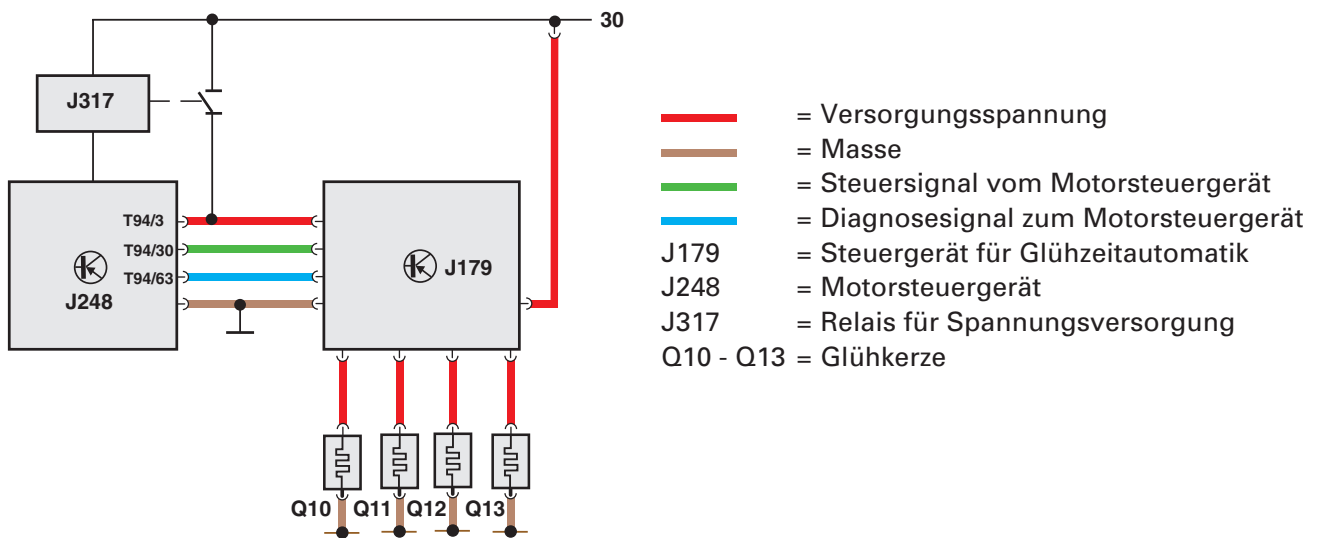 30
J317
T94/3
T94/30
T94/63
J248
J179
Q10 Q11 Q12 Q13
= Versorgungsspannung
= Masse
= Steuersignal vom Motorsteuergerät
= Diagnosesignal zum Motorsteuergerät
J179 = Steuergerät für Glühzeitautomatik
J248 = Motorsteuergerät
J317 = Relais für Spannungsversorgung
Q10 - Q13 = Glühkerze